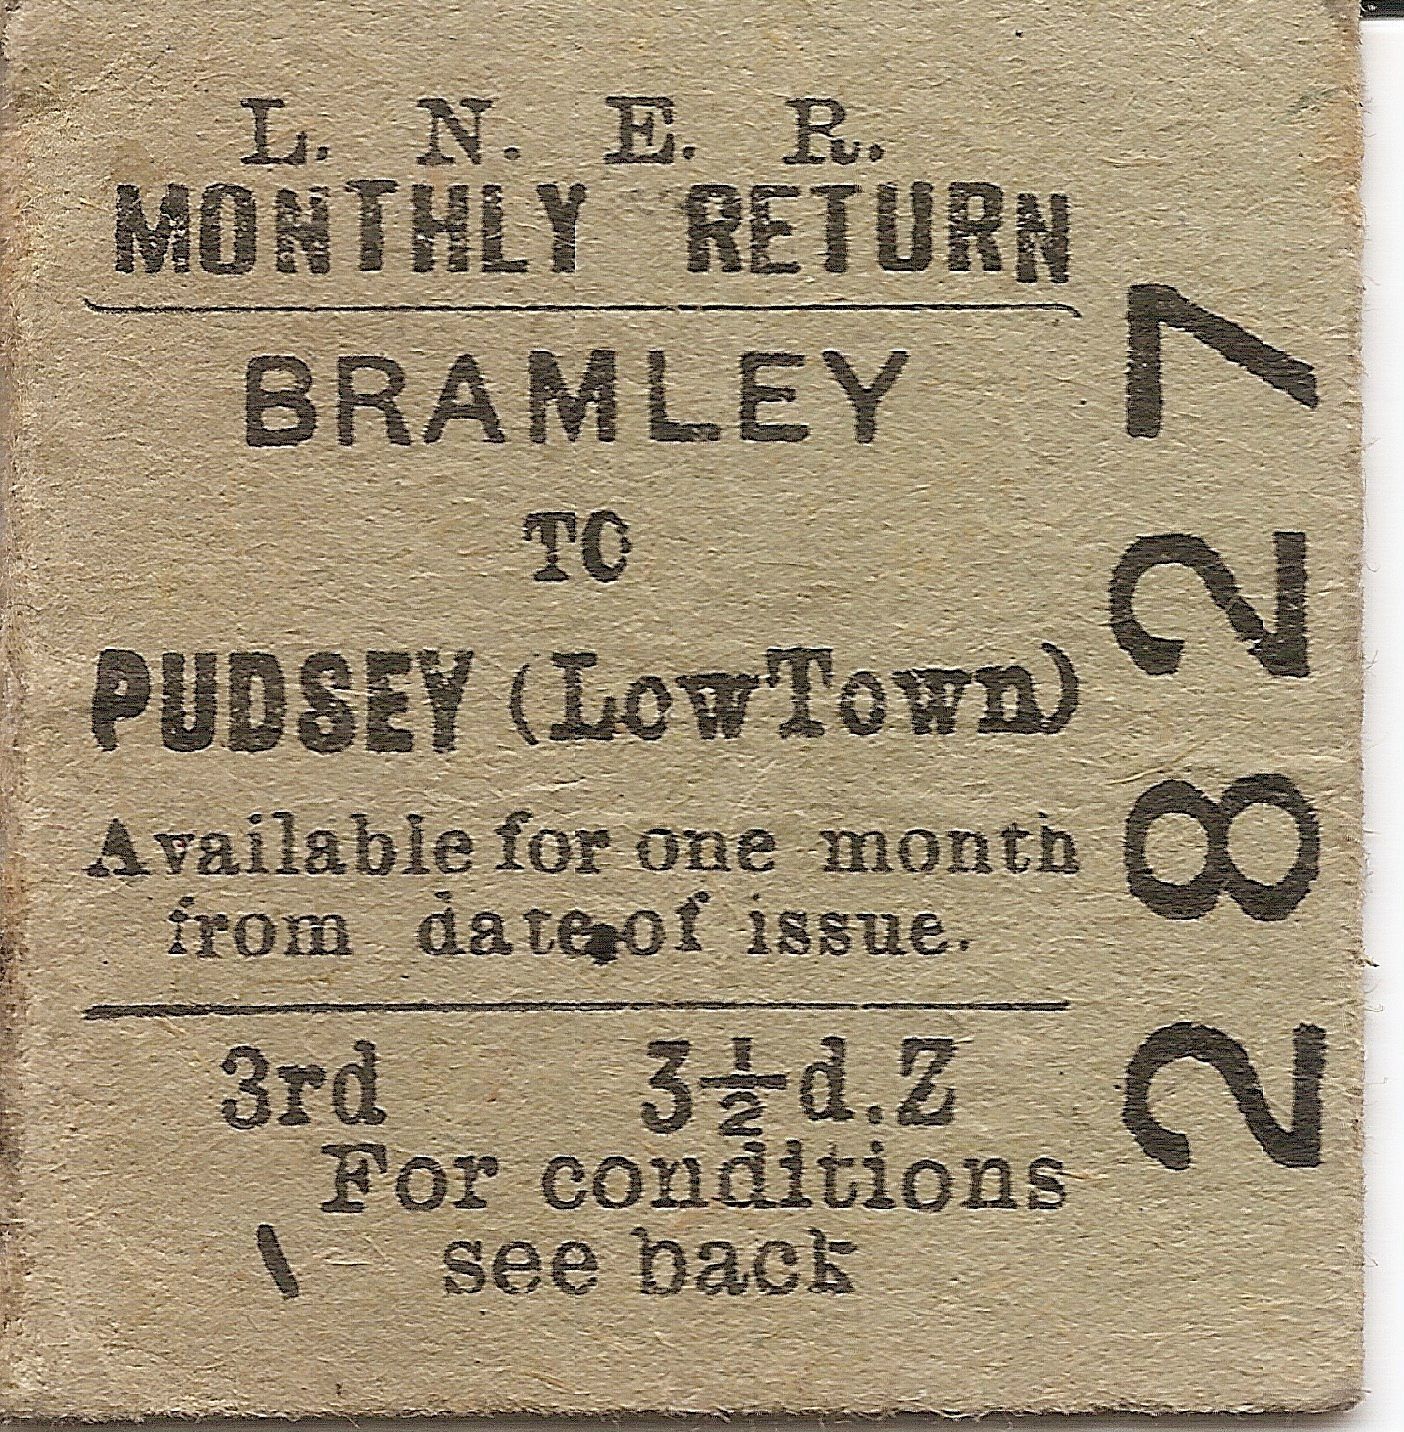 L. N. E. R.
MONTHLY RETURN
BRAMLEY
TO
PUDSEY (LowTown)
Available for one month
from date of issue.
3rd 3½d.Z
For conditions
see back
2827